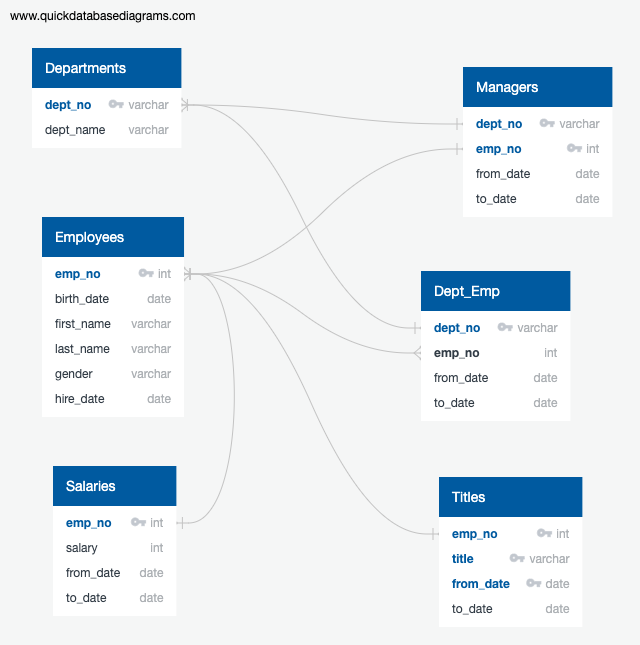 www.quickdatabasediagrams.com
Departments
dept_no varchar
dept_name varchar
Managers
dept_no varchar
emp_no int
from_date date
to_date date
Employees
emp_no int
birth_date date
first_name varchar
last_name varchar
gender varchar
hire_date date
Dept_Emp
dept_no varchar
emp_no int
from_date date
to_date date
Salaries
emp_no int
salary int
from_date date
to_date date
Titles
emp_no int
title varchar
from_date date
to_date date